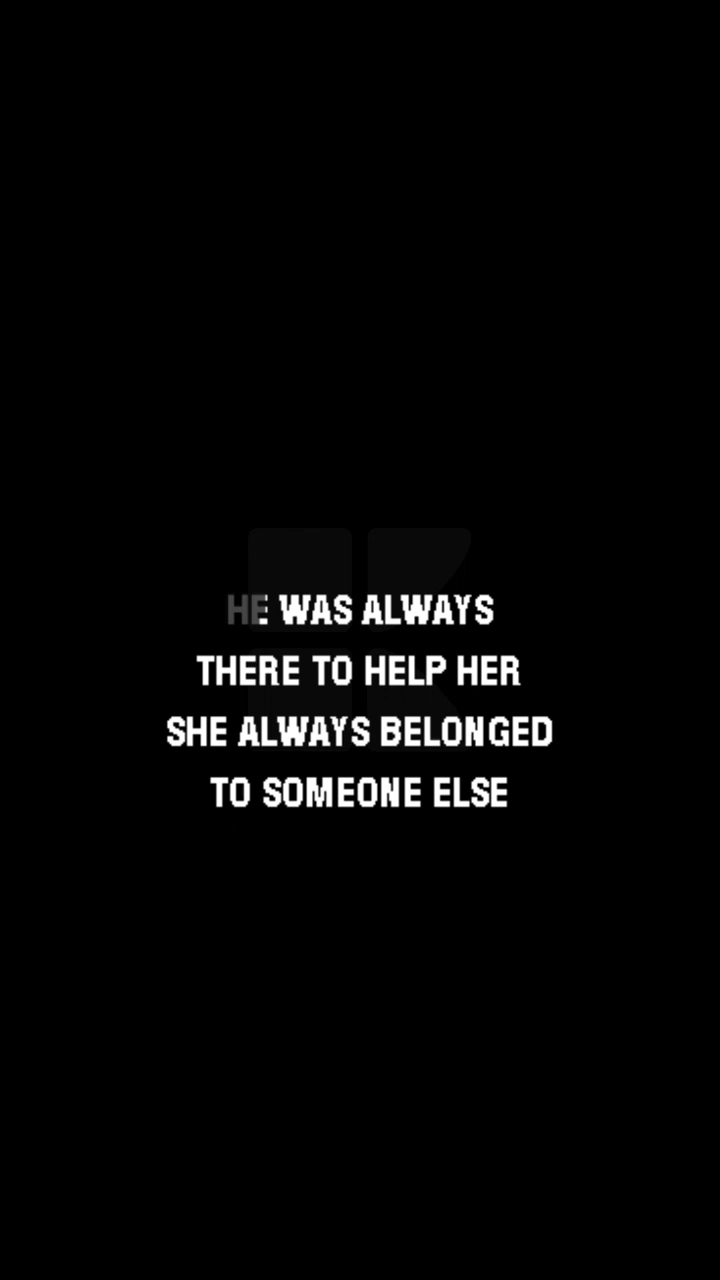 HE WAS ALWAYS
THERE TO HELP HER
SHE ALWAYS BELONGED
TO SOMEONE ELSE